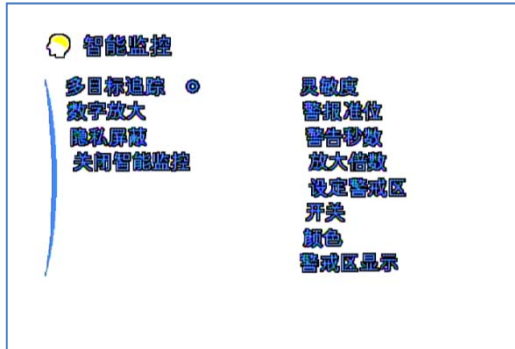 智能监控
多目标追踪
数字放大
隐私屏蔽
关闭智能监控
灵敏度
警报准位
警告秒数
放大倍数
设定警戒区
开关
颜色
警戒区显示